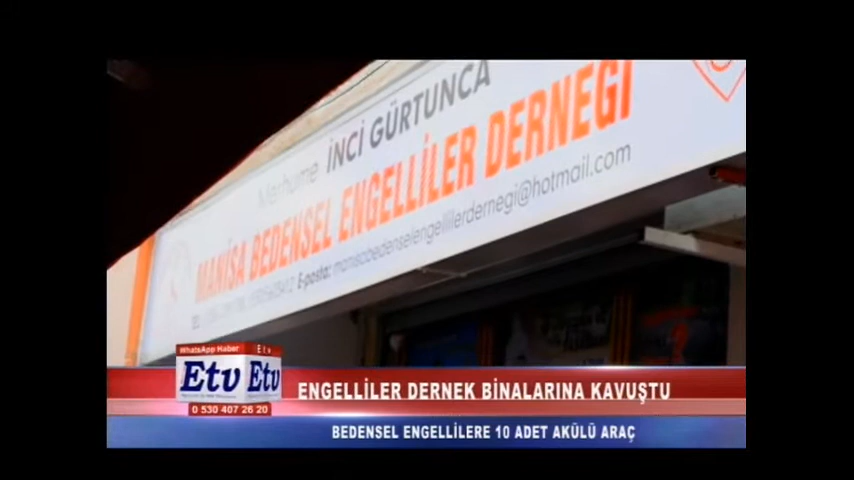 Merhume İNCİ GÜRTUNCA
MANİSA BEDENSEL ENGELLİLER DERNEĞİ
E-posta: manisabedenselengellilerdernegi@hotmail.com
WhatsApp Haber
Etv
Etv
Etv
0 530 407 26 20
ENGELLİLER DERNEK BİNALARINA KAVUŞTU
BEDENSEL ENGELLİLERE 10 ADET AKÜLÜ ARAÇ